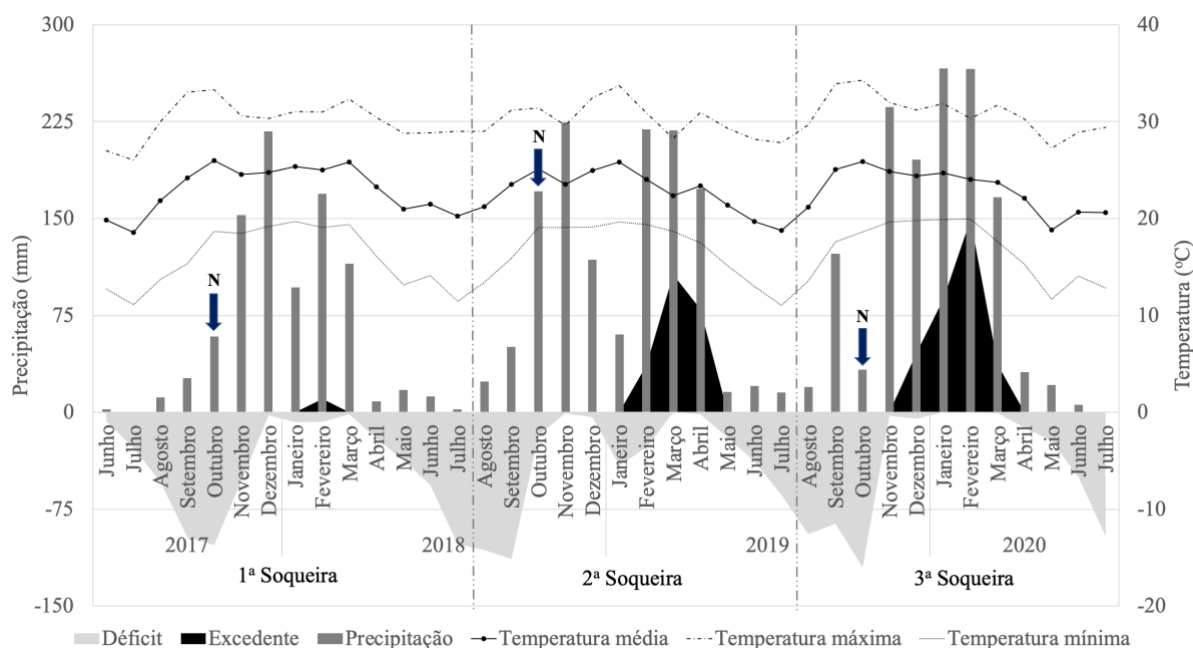 300
225
150
75
0
-75
-150
Precipitação (mm)
40
30
20
10
0
-10
-20
Temperatura (ºC)
N
N
N
Junho
Julho
Agosto
Setembro
Outubro
Novembro
Dezembro
Janeiro
Fevereiro
Março
Abril
Maio
Junho
Julho
Agosto
Setembro
Outubro
Novembro
Dezembro
Janeiro
Fevereiro
Março
Abril
Maio
Junho
Julho
Agosto
Setembro
Outubro
Novembro
Dezembro
Janeiro
Fevereiro
Março
Abril
Maio
Junho
Julho
2017 2018 2019 2020
1ª Soqueira 2ª Soqueira 3ª Soqueira
Déficit Excedente Precipitação Temperatura média Temperatura máxima Temperatura mínima